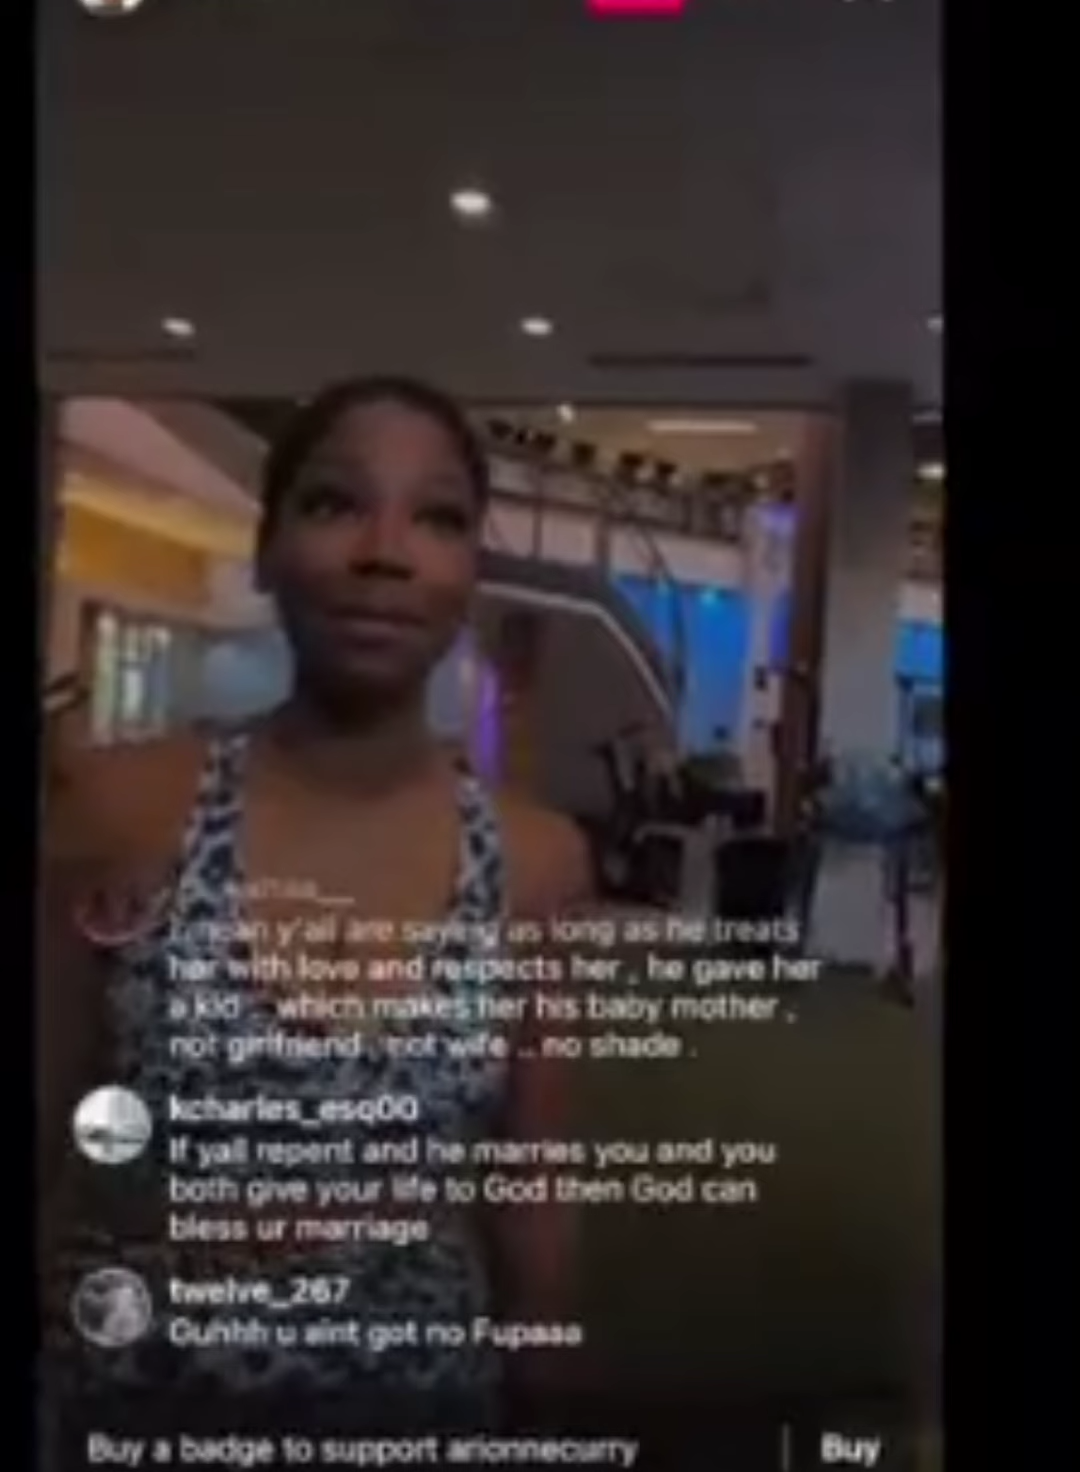 y'all are saying as long as he treats
her with love and respects her , he gave her
a kid .. which makes her his baby mother ,
not girlfriend , not wife .. no shade .
kcharles_esq00
If yall repent and he marries you and you
both give your life to God then God can
bless ur marriage
twelve_267
Guhhh u aint got no Fupaaa
Buy a badge to support arionnecurry
Buy